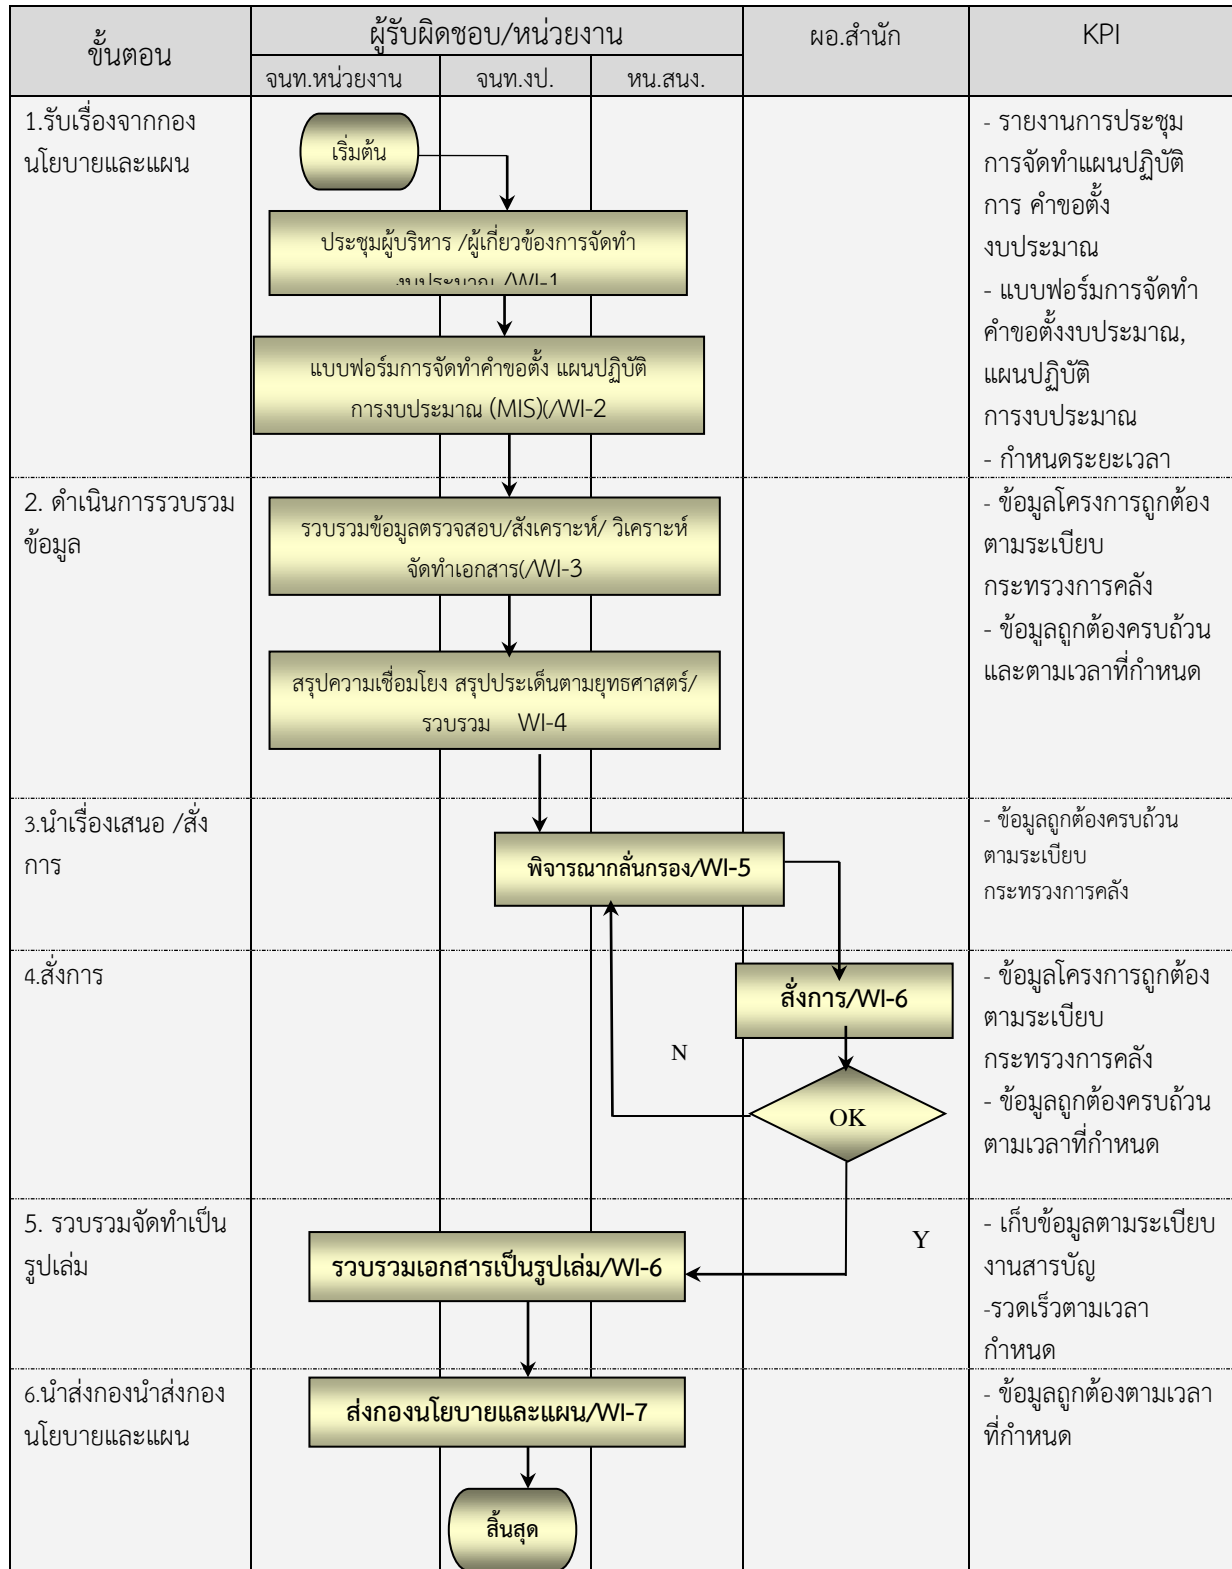 ขั้นตอน
ผู้รับผิดชอบ/หน่วยงาน
ผอ.สำนัก
KPI
จนท.หน่วยงาน
จนท.งป.
หน.สนง.
1.รับเรื่องจากกอง
นโยบายและแผน
เริ่มต้น
ประชุมผู้บริหาร /ผู้เกี่ยวข้องการจัดทำ
งบประมาณ /WI-1
แบบฟอร์มการจัดทำคำขอตั้ง แผนปฏิบัติ
การงบประมาณ (MIS)(/WI-2
- รายงานการประชุม
การจัดทำแผนปฏิบัติ
การ คำขอตั้ง
งบประมาณ
- แบบฟอร์มการจัดทำ
คำขอตั้งงบประมาณ,
แผนปฏิบัติ
การงบประมาณ
- กำหนดระยะเวลา
2. ดำเนินการรวบรวม
ข้อมูล
รวบรวมข้อมูลตรวจสอบ/สังเคราะห์/ วิเคราะห์
จัดทำเอกสาร(/WI-3
สรุปความเชื่อมโยง สรุปประเด็นตามยุทธศาสตร์/
รวบรวม WI-4
- ข้อมูลโครงการถูกต้อง
ตามระเบียบ
กระทรวงการคลัง
- ข้อมูลถูกต้องครบถ้วน
และตามเวลาที่กำหนด
3.นำเรื่องเสนอ /สั่ง
การ
พิจารณากลั่นกรอง/WI-5
- ข้อมูลถูกต้องครบถ้วน
ตามระเบียบ
กระทรวงการคลัง
4.สั่งการ
สั่งการ/WI-6
N
OK
- ข้อมูลโครงการถูกต้อง
ตามระเบียบ
กระทรวงการคลัง
- ข้อมูลถูกต้องครบถ้วน
ตามเวลาที่กำหนด
5. รวบรวมจัดทำเป็น
รูปเล่ม
รวบรวมเอกสารเป็นรูปเล่ม/WI-6
Y
- เก็บข้อมูลตามระเบียบ
งานสารบัญ
-รวดเร็วตามเวลา
กำหนด
6.นำส่งกองนำส่งกอง
นโยบายและแผน
ส่งกองนโยบายและแผน/WI-7
- ข้อมูลถูกต้องตามเวลา
ที่กำหนด
สิ้นสุด